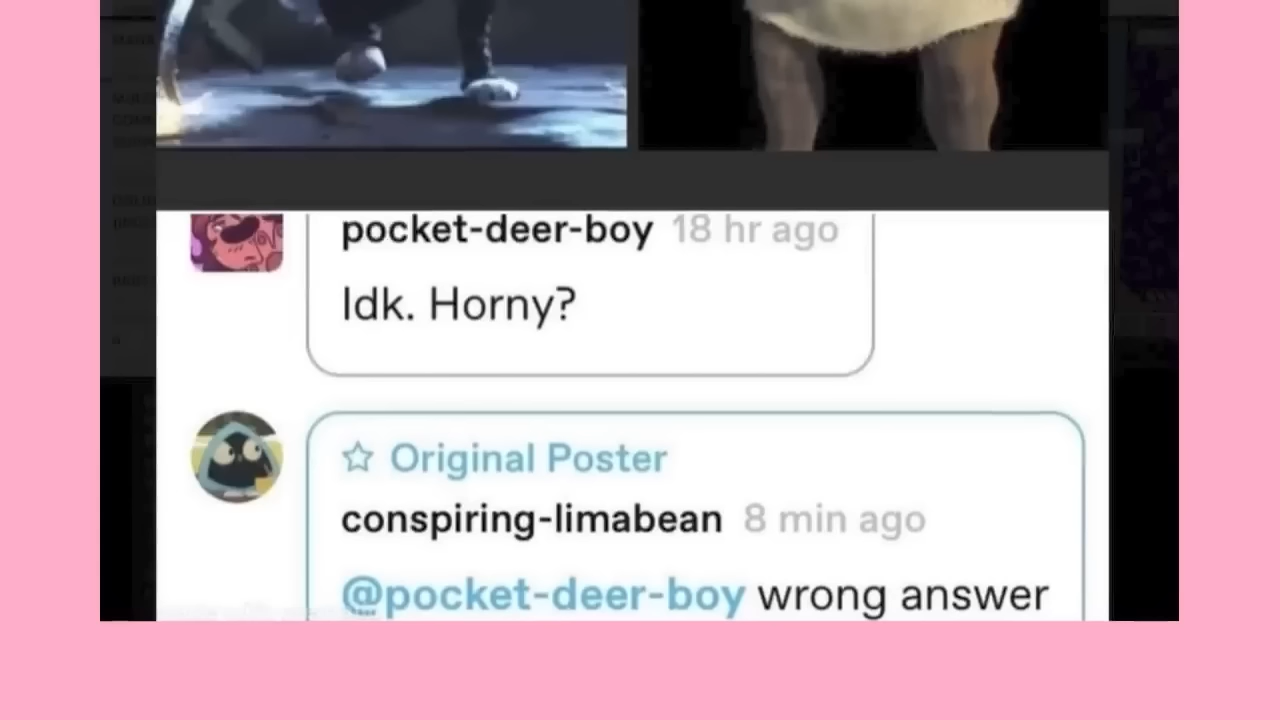 pocket-deer-boy 18 hr ago
Idk. Horny?
Original Poster
conspiring-limabean 8 min ago
@pocket-deer-boy wrong answer